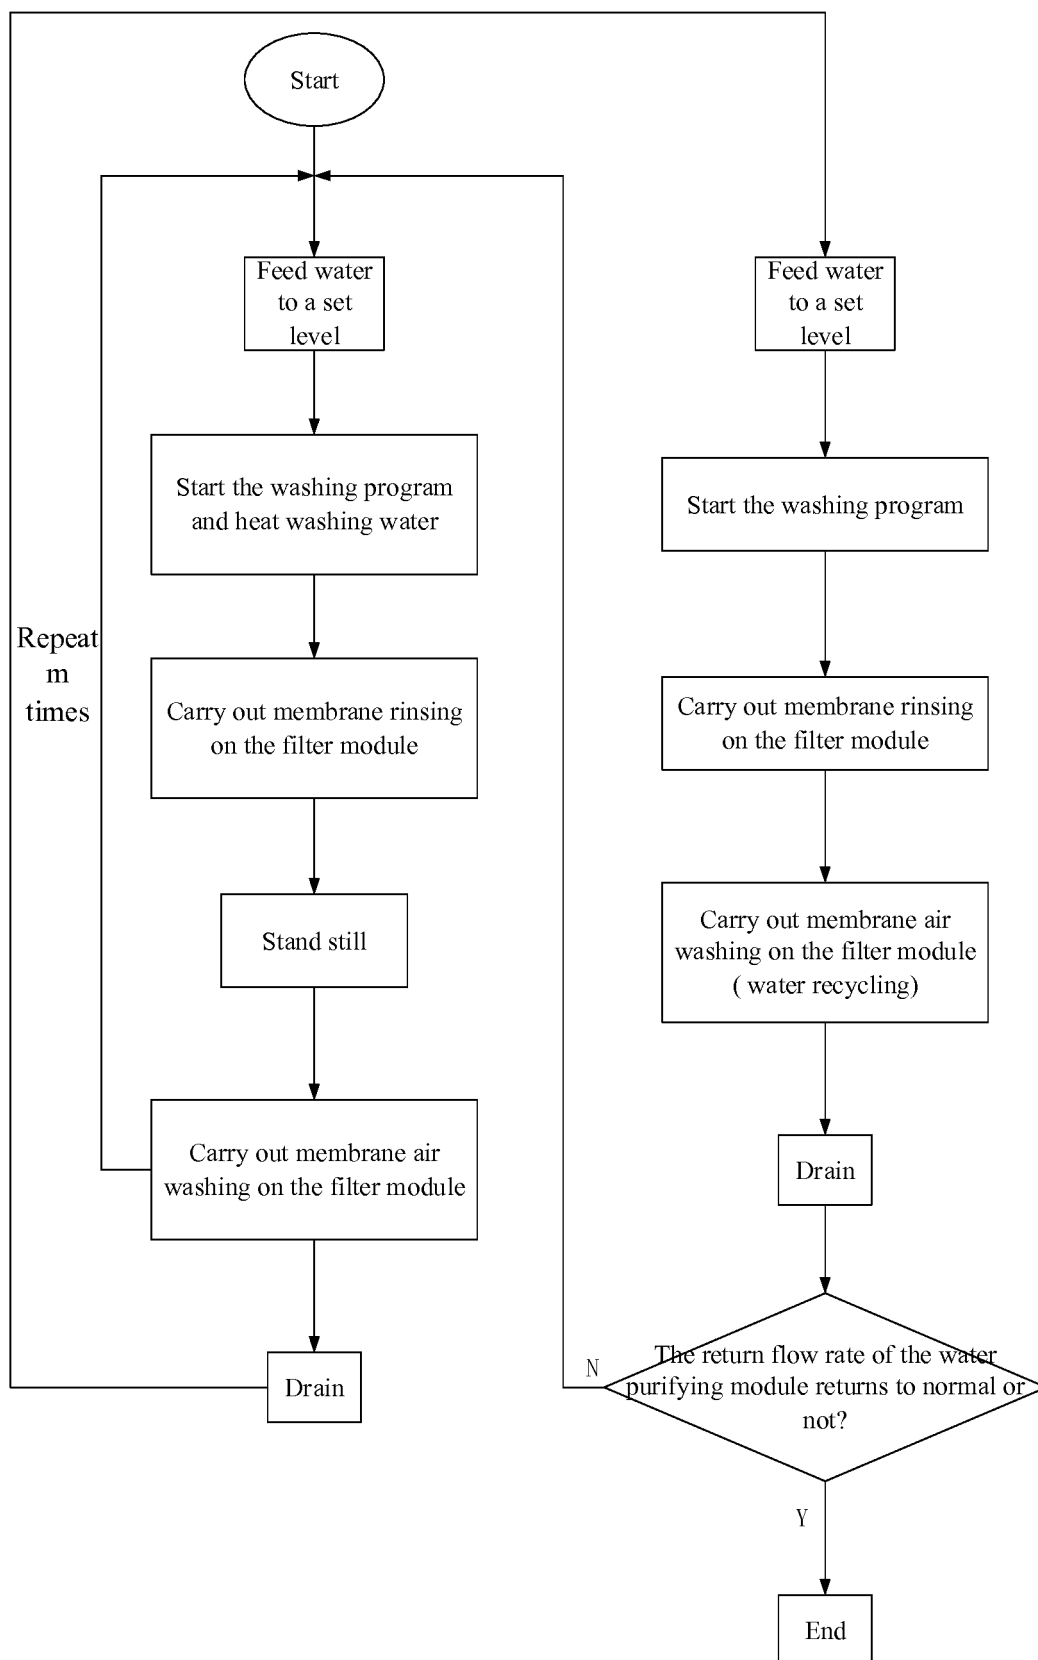 Start
Feed water
to a set
level
Start the washing program
and heat washing water
Repeat
m
times
Carry out membrane rinsing
on the filter module
Stand still
Carry out membrane air
washing on the filter module
Drain
Feed water
to a set
level
Start the washing program
Carry out membrane rinsing
on the filter module
Carry out membrane air
washing on the filter module
( water recycling)
Drain
N
The return flow rate of the water
purifying module returns to normal or
not?
Y
End